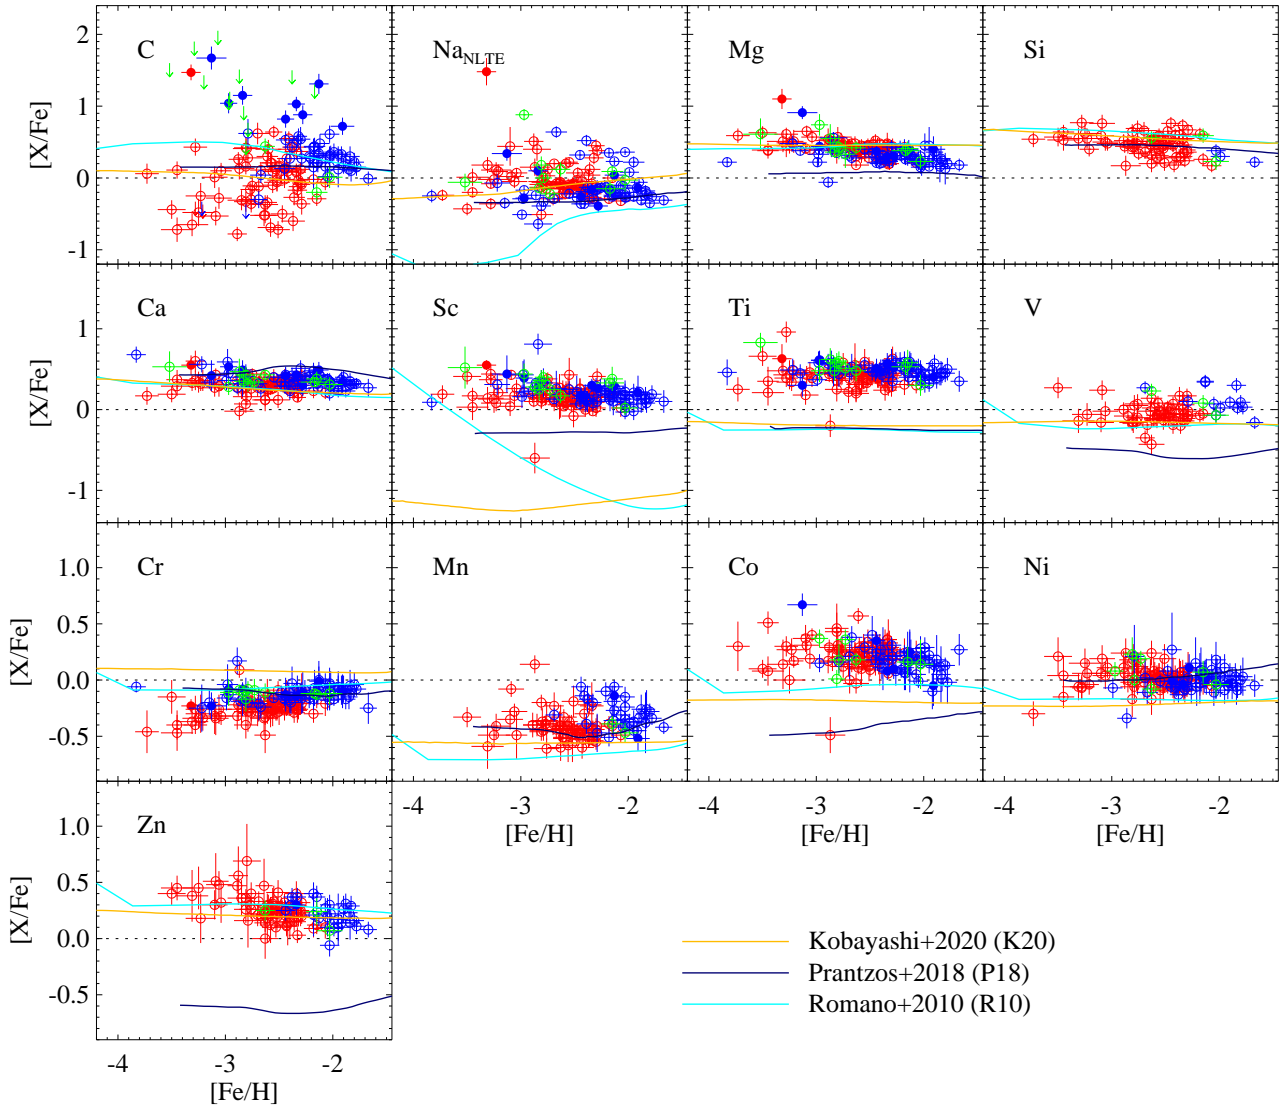 C Na_NLTE Mg Si
2
1
0
-1
[X/Fe]
Ca Sc Ti V
1
0
-1
[X/Fe]
Cr Mn Co Ni
1.0
0.5
0.0
-0.5
[X/Fe]
-4 -3 -2 -4 -3 -2 -4 -3 -2
[Fe/H] [Fe/H] [Fe/H]
Zn
1.0
0.5
0.0
-0.5
[X/Fe]
-4 -3 -2
[Fe/H]
Kobayashi+2020 (K20)
Prantzos+2018 (P18)
Romano+2010 (R10)